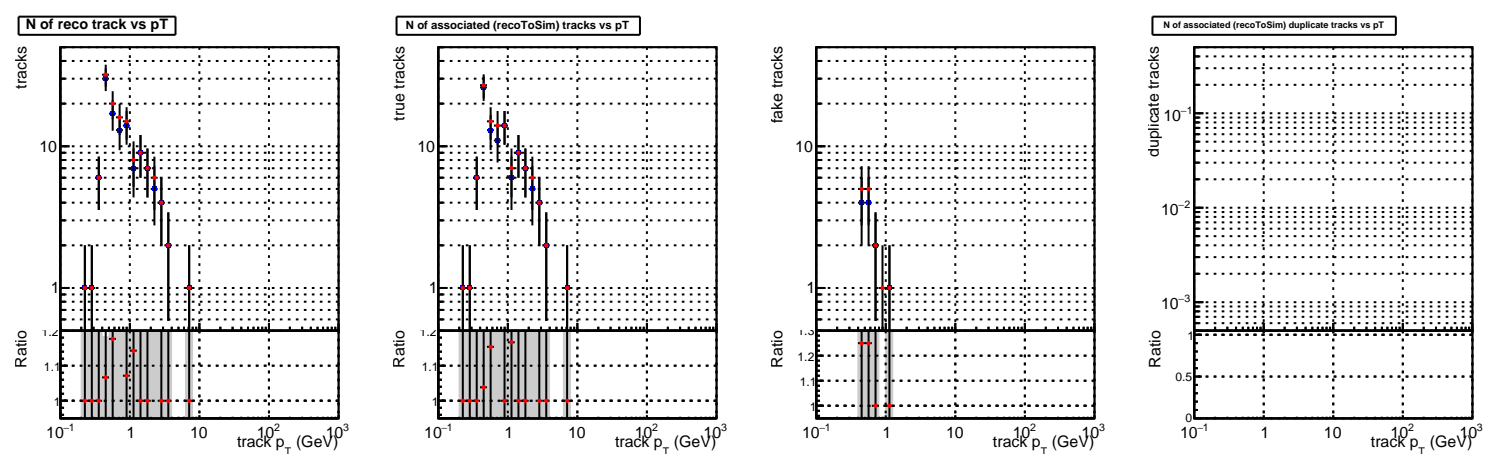 N of reco track vs pT
tracks
10
1
Ratio
1.2
1.1
1
10⁻¹ 1 10 10² 10³
track p_T (GeV)
N of associated (recoToSim) tracks vs pT
true tracks
10
1
Ratio
1.2
1.1
1
10⁻¹ 1 10 10² 10³
track p_T (GeV)
fake tracks
10
1
Ratio
1.3
1.2
1.1
1
10⁻¹ 1 10 10² 10³
track p_T (GeV)
N of associated (recoToSim) duplicate tracks vs pT
duplicate tracks
10⁻¹
10⁻²
10⁻³
Ratio
1
0.5
0
10⁻¹ 1 10 10² 10³
track p_T (GeV)